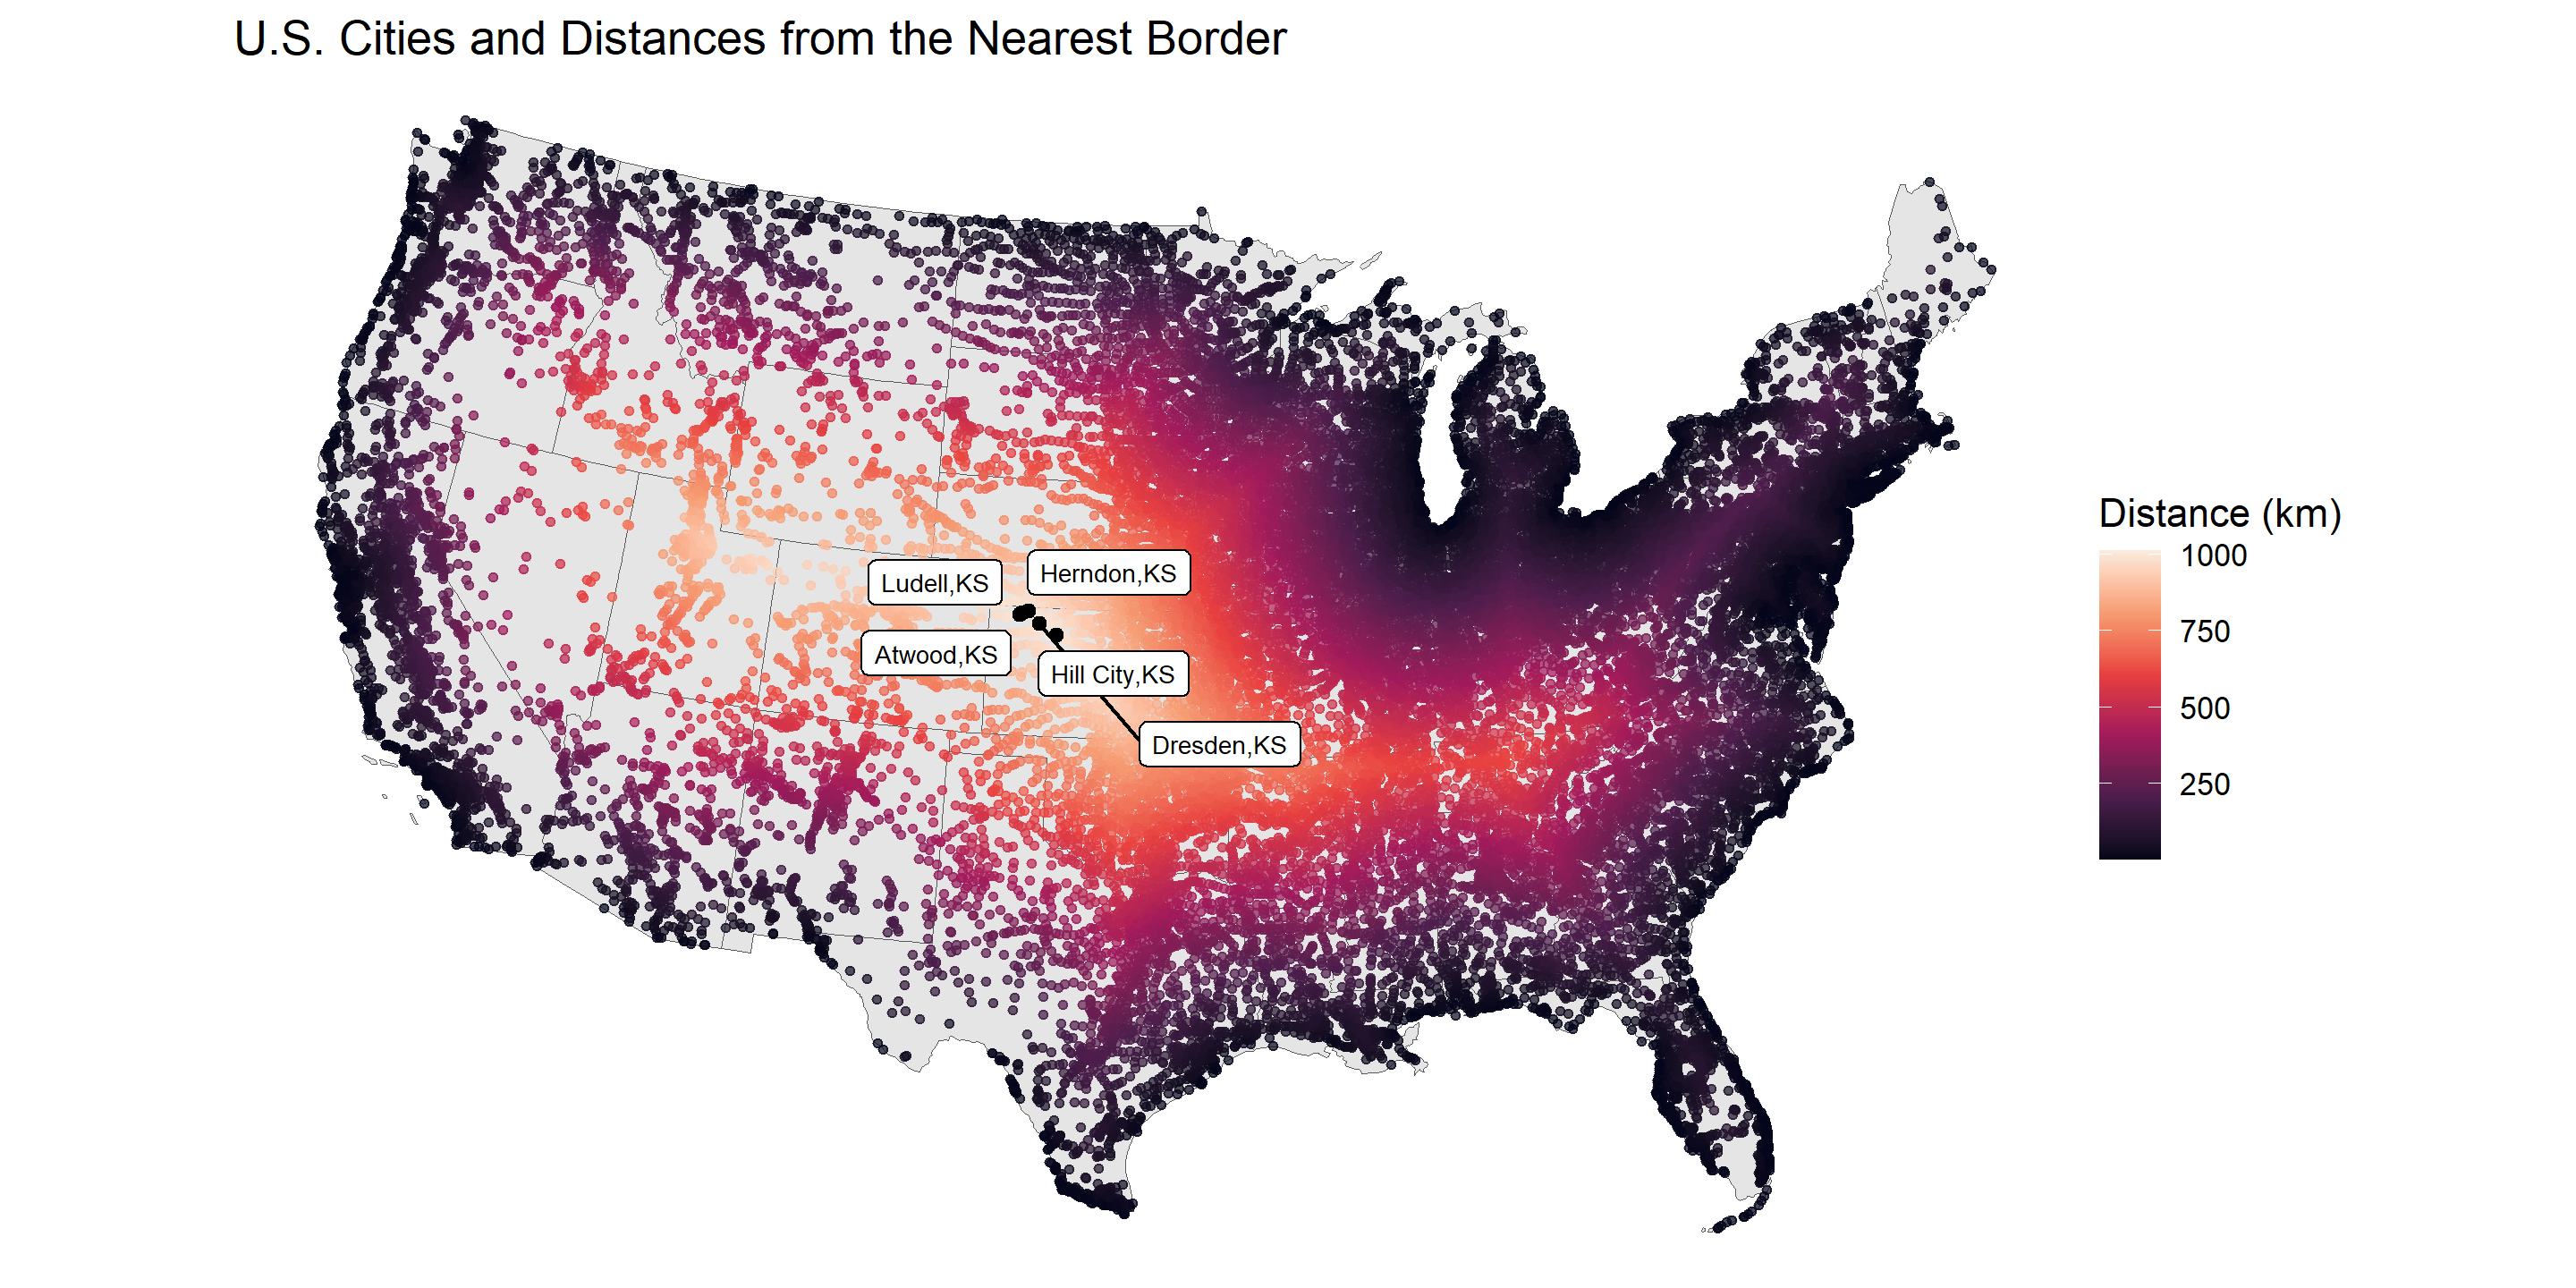 U.S. Cities and Distances from the Nearest Border
Ludell,KS
Herndon,KS
Atwood,KS
Hill City,KS
Dresden,KS
Distance (km)
1000
750
500
250